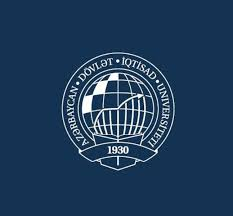 AZƏRBAYCAN • DÖVLƏT • İQTİSAD • UNİVERSİTETİ
1930